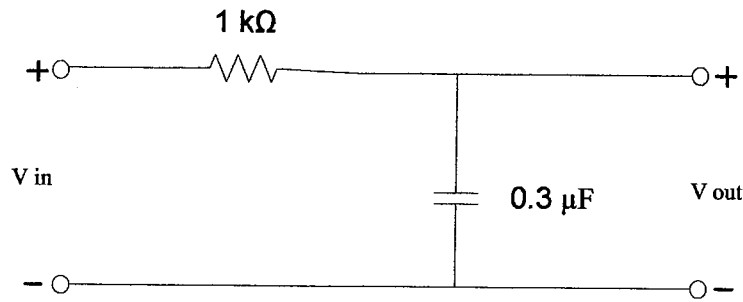 1 kΩ
+ +
V in
0.3 μF
V out
- -